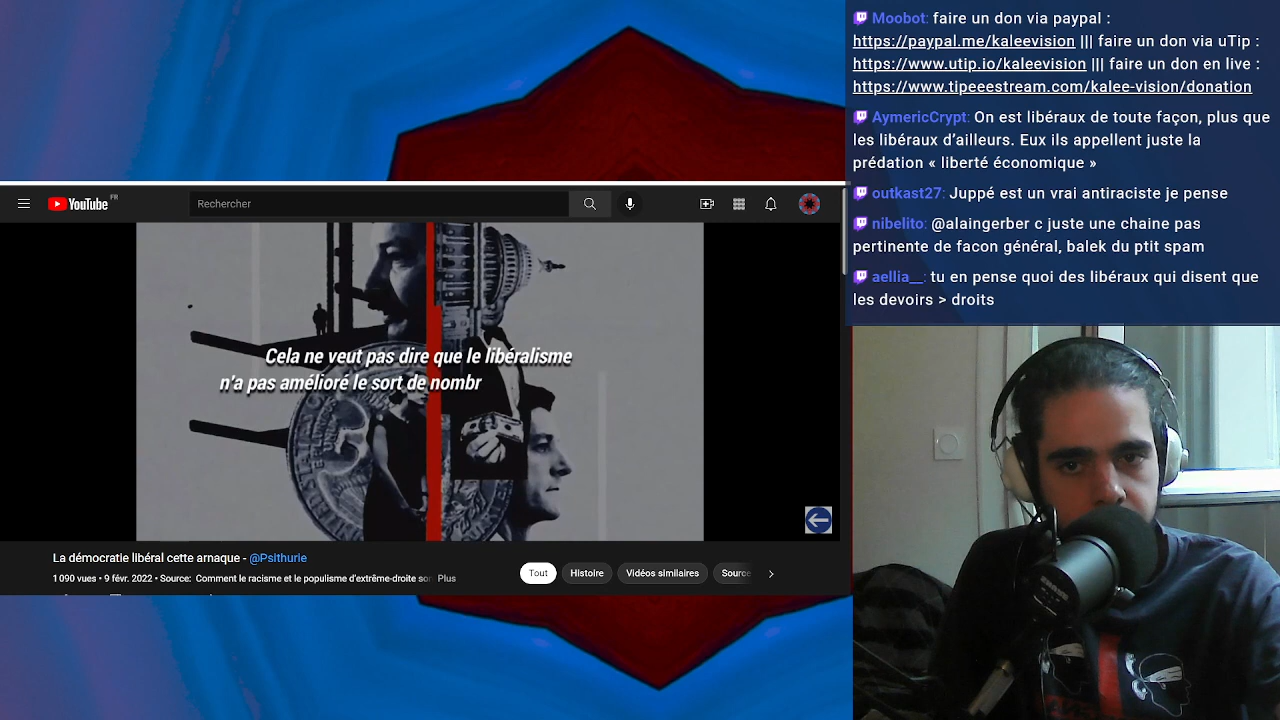 Moobot: faire un don via paypal :
https://paypal.me/kaleevision ||| faire un don via uTip :
https://www.utip.io/kaleevision ||| faire un don en live :
https://www.tipeeestream.com/kalee-vision/donation
AymericCrypt: On est libéraux de toute façon, plus que
les libéraux d’ailleurs. Eux ils appellent juste la
prédation « liberté économique »
outkast27: Juppé est un vrai antiraciste je pense
nibelito: @alaingerber c juste une chaine pas
pertinente de facon général, balek du ptit spam
aellia__: tu en pense quoi des libéraux qui disent que
les devoirs > droits
YouTube FR
Rechercher
Cela ne veut pas dire que le libéralisme
n'a pas amélioré le sort de nombr
La démocratie libéral cette arnaque - @Psithurie
1 090 vues • 9 févr. 2022 • Source: Comment le racisme et le populisme d'extrême-droite so Plus
Tout Histoire Vidéos similaires Source